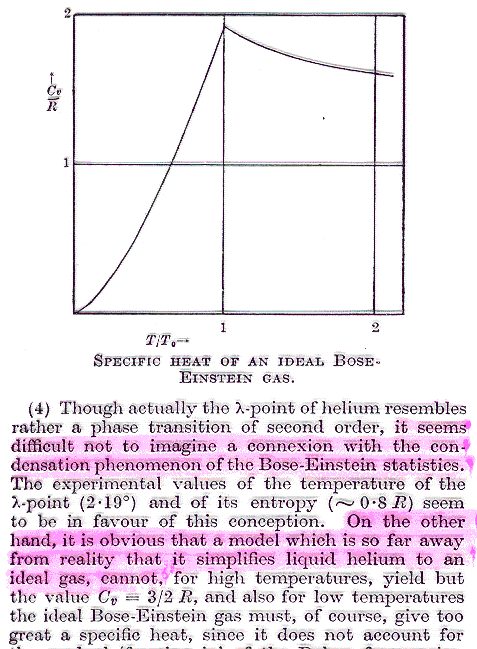 2
↑
Cv
R
1
1
2
T/T₀→
SPECIFIC HEAT OF AN IDEAL BOSE-
EINSTEIN GAS.
(4) Though actually the λ-point of helium resembles
rather a phase transition of second order, it seems
difficult not to imagine a connexion with the con-
densation phenomenon of the Bose-Einstein statistics.
The experimental values of the temperature of the
λ-point (2·19°) and of its entropy (~ 0·8 R) seem
to be in favour of this conception. On the other
hand, it is obvious that a model which is so far away
from reality that it simplifies liquid helium to an
ideal gas, cannot, for high temperatures, yield but
the value Cv = 3/2 R, and also for low temperatures
the ideal Bose-Einstein gas must, of course, give too
great a specific heat, since it does not account for